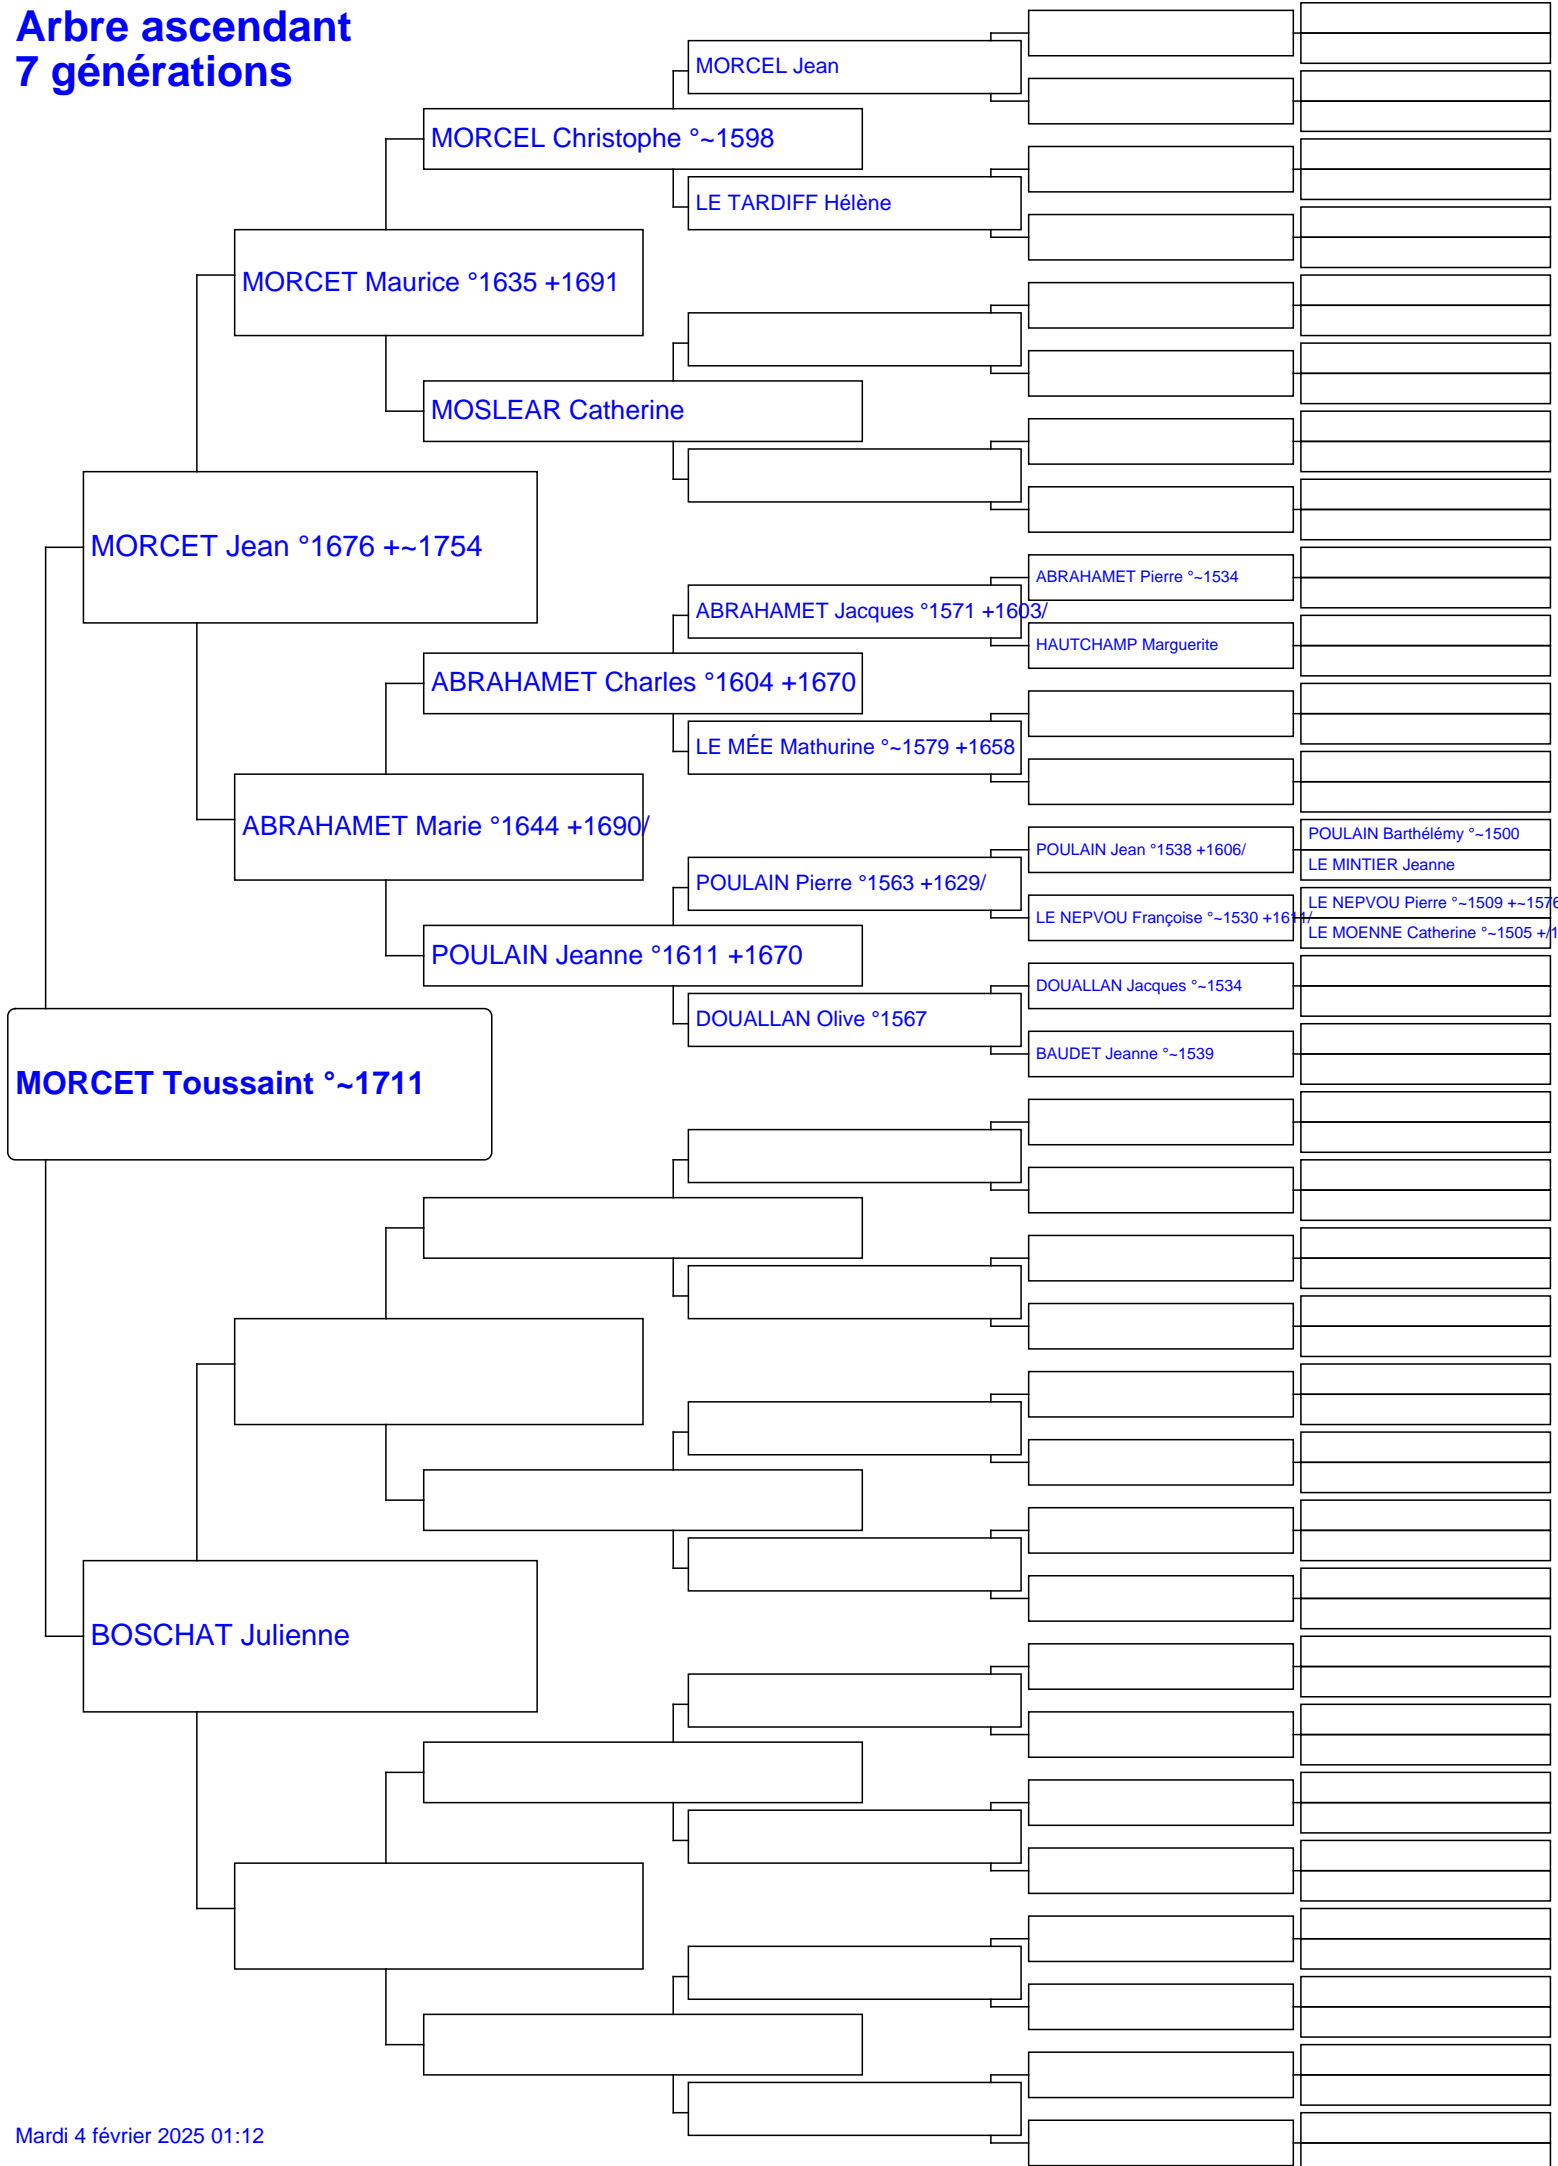 Arbre ascendant
7 générations
MORCEL Jean
MORCEL Christophe °~1598
LE TARDIFF Hélène
MORCET Maurice °1635 +1691
MOSLEAR Catherine
MORCET Jean °1676 +~1754
ABRAHAMET Pierre °~1534
ABRAHAMET Jacques °1571 +1603/
HAUTCHAMP Marguerite
ABRAHAMET Charles °1604 +1670
LE MÉE Mathurine °~1579 +1658
ABRAHAMET Marie °1644 +1690/
POULAIN Barthélémy °~1500
POULAIN Jean °1538 +1606/
LE MINTIER Jeanne
POULAIN Pierre °1563 +1629/
LE NEPVOU Pierre °~1509 +~1576
LE NEPVOU Françoise °~1530 +1611/
LE MOENNE Catherine °~1505 +/1
POULAIN Jeanne °1611 +1670
DOUALLAN Jacques °~1534
DOUALLAN Olive °1567
BAUDET Jeanne °~1539
MORCET Toussaint °~1711
BOSCHAT Julienne
Mardi 4 février 2025 01:12